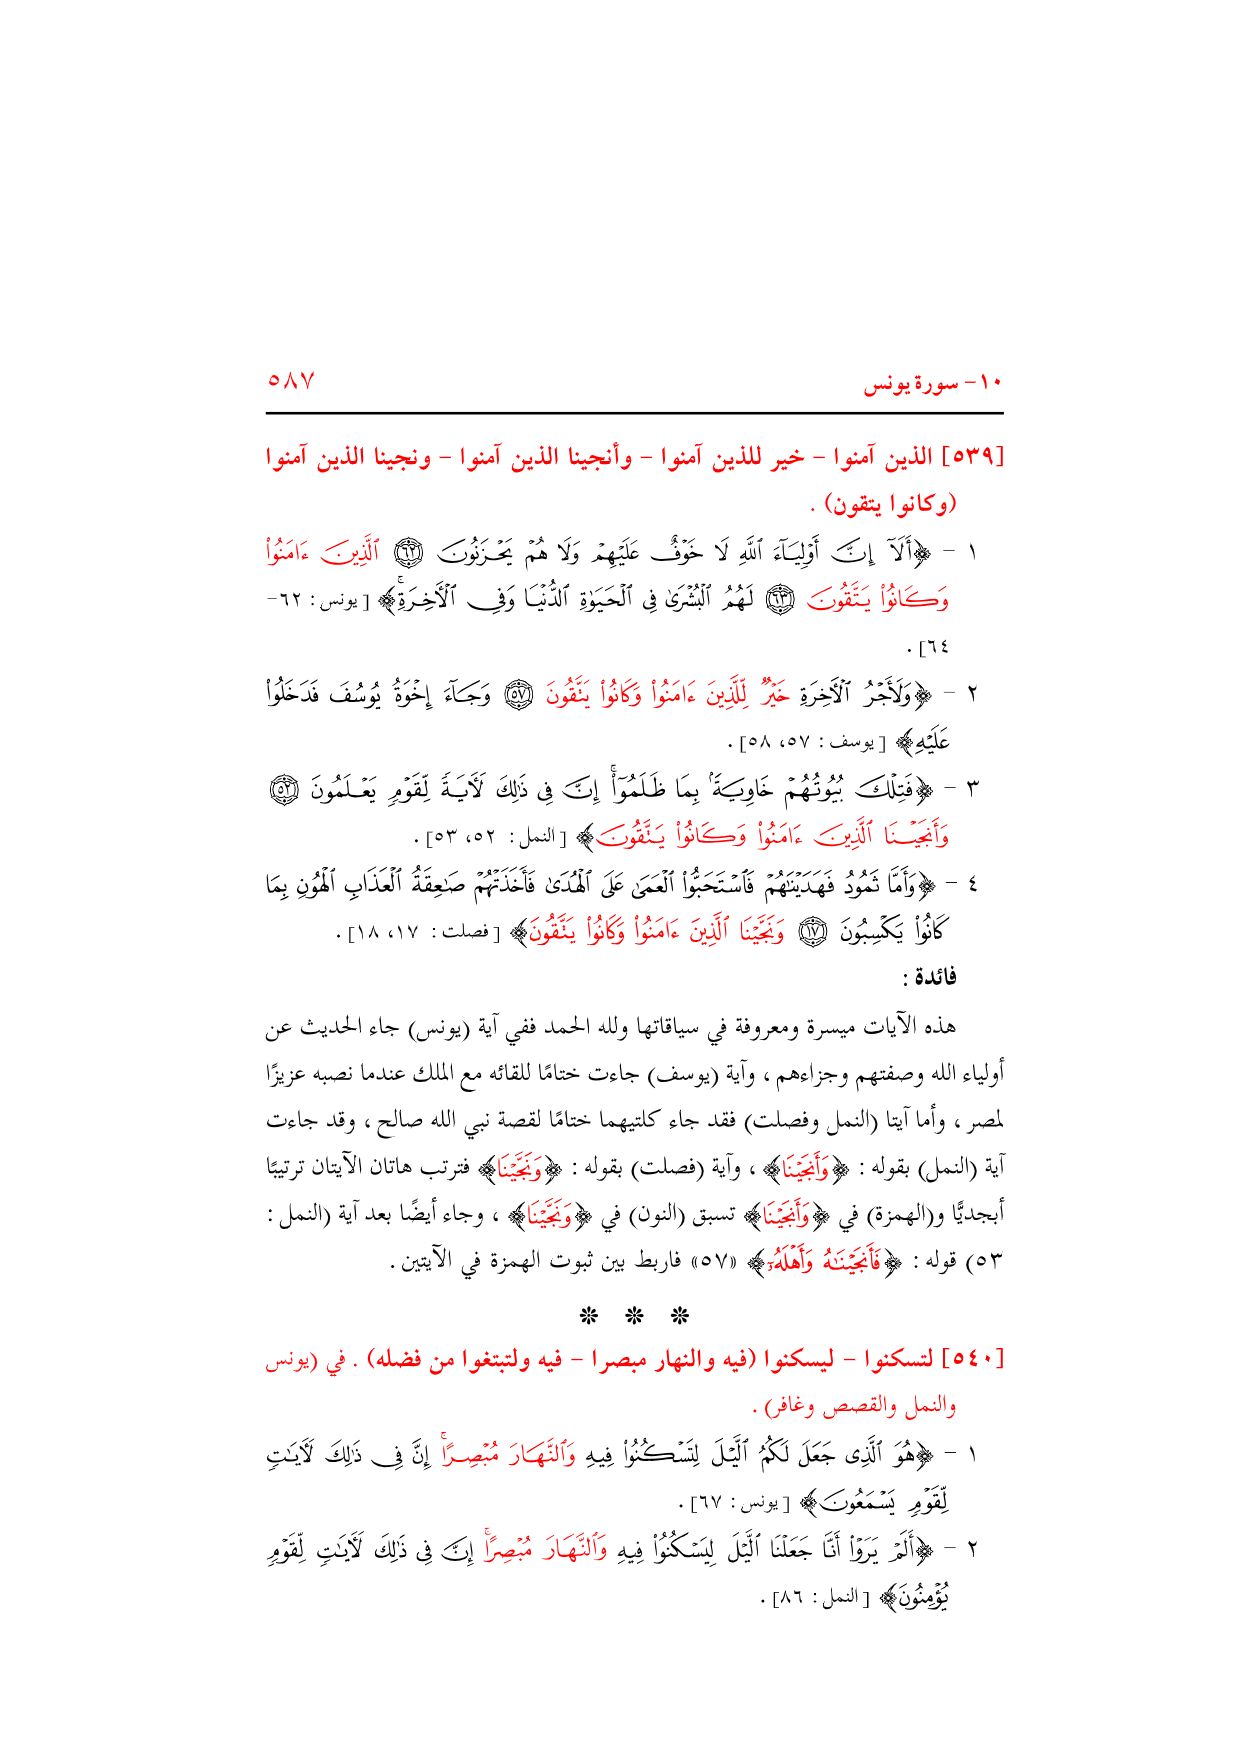 ١٠- سورة يونس ٥٨٧
[٥٣٩] الذين آمنوا – خير للذين آمنوا – وأنجينا الذين آمنوا – ونجينا الذين آمنوا
(وكانوا يتقون) .
١ – ﴿أَلَآ إِنَّ أَوْلِيَآءَ ٱللَّهِ لَا خَوْفٌ عَلَيْهِمْ وَلَا هُمْ يَحْزَنُونَ ٦٢ ٱلَّذِينَ ءَامَنُوا۟
وَكَانُوا۟ يَتَّقُونَ ٦٣ لَهُمُ ٱلْبُشْرَىٰ فِى ٱلْحَيَوٰةِ ٱلدُّنْيَا وَفِى ٱلْأَخِرَةِ ۚ﴾ [يونس: ٦٢-
٦٤] .
٢ – ﴿وَلَأَجْرُ ٱلْأَخِرَةِ خَيْرٌ لِّلَّذِينَ ءَامَنُوا۟ وَكَانُوا۟ يَتَّقُونَ ٥٧ وَجَآءَ إِخْوَةُ يُوسُفَ فَدَخَلُوا۟
عَلَيْهِ﴾ [يوسف: ٥٧، ٥٨] .
٣ – ﴿فَتِلْكَ بُيُوتُهُمْ خَاوِيَةًۢ بِمَا ظَلَمُوٓا۟ ۗ إِنَّ فِى ذَٰلِكَ لَأَيَةً لِّقَوْمٍ يَعْلَمُونَ ٥٢
وَأَنجَيْنَا ٱلَّذِينَ ءَامَنُوا۟ وَكَانُوا۟ يَتَّقُونَ﴾ [النمل: ٥٢، ٥٣] .
٤ – ﴿وَأَمَّا ثَمُودُ فَهَدَيْنَٰهُمْ فَٱسْتَحَبُّوا۟ ٱلْعَمَىٰ عَلَى ٱلْهُدَىٰ فَأَخَذَتْهُمْ صَٰعِقَةُ ٱلْعَذَابِ ٱلْهُونِ بِمَا
كَانُوا۟ يَكْسِبُونَ ١٧ وَنَجَّيْنَا ٱلَّذِينَ ءَامَنُوا۟ وَكَانُوا۟ يَتَّقُونَ﴾ [فصلت: ١٧، ١٨] .
فائدة :
هذه الآيات ميسرة ومعروفة في سياقاتها ولله الحمد ففي آية (يونس) جاء الحديث عن
أولياء الله وصفتهم وجزاءهم ، وآية (يوسف) جاءت ختامًا للقائه مع الملك عندما نصبه عزيزًا
لمصر ، وأما آيتا (النمل وفصلت) فقد جاء كلتيهما ختامًا لقصة نبي الله صالح ، وقد جاءت
آية (النمل) بقوله : ﴿وَأَنجَيْنَا﴾ ، وآية (فصلت) بقوله : ﴿وَنَجَّيْنَا﴾ فترتب هاتان الآيتان ترتيبًا
أبجديًّا و(الهمزة) في ﴿وَأَنجَيْنَا﴾ تسبق (النون) في ﴿وَنَجَّيْنَا﴾ ، وجاء أيضًا بعد آية (النمل :
٥٣) قوله : ﴿فَأَنجَيْنَٰهُ وَأَهْلَهُۥٓ﴾ «٥٧» فاربط بين ثبوت الهمزة في الآيتين .
❊ ❊ ❊
[٥٤٠] لتسكنوا – ليسكنوا (فيه والنهار مبصرا – فيه ولتبتغوا من فضله) . في (يونس
والنمل والقصص وغافر) .
١ – ﴿هُوَ ٱلَّذِى جَعَلَ لَكُمُ ٱلَّيْلَ لِتَسْكُنُوا۟ فِيهِ وَٱلنَّهَارَ مُبْصِرًا ۚ إِنَّ فِى ذَٰلِكَ لَأَيَٰتٍ
لِّقَوْمٍ يَسْمَعُونَ﴾ [يونس: ٦٧] .
٢ – ﴿أَلَمْ يَرَوْا۟ أَنَّا جَعَلْنَا ٱلَّيْلَ لِيَسْكُنُوا۟ فِيهِ وَٱلنَّهَارَ مُبْصِرًا ۚ إِنَّ فِى ذَٰلِكَ لَأَيَٰتٍ لِّقَوْمٍ
يُؤْمِنُونَ﴾ [النمل: ٨٦] .